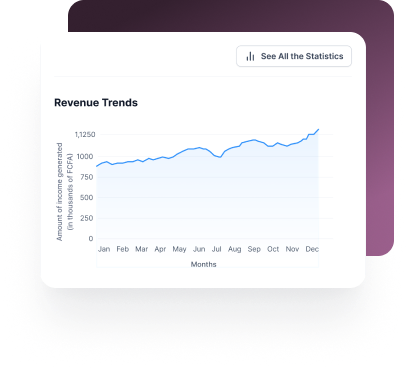 See All the Statistics
Revenue Trends
Amount of income generated
(in thousands of FCFA)
1,1250
1000
750
500
250
0
Jan Feb Mar Apr May Jun Jul Aug Sep Oct Nov Dec
Months